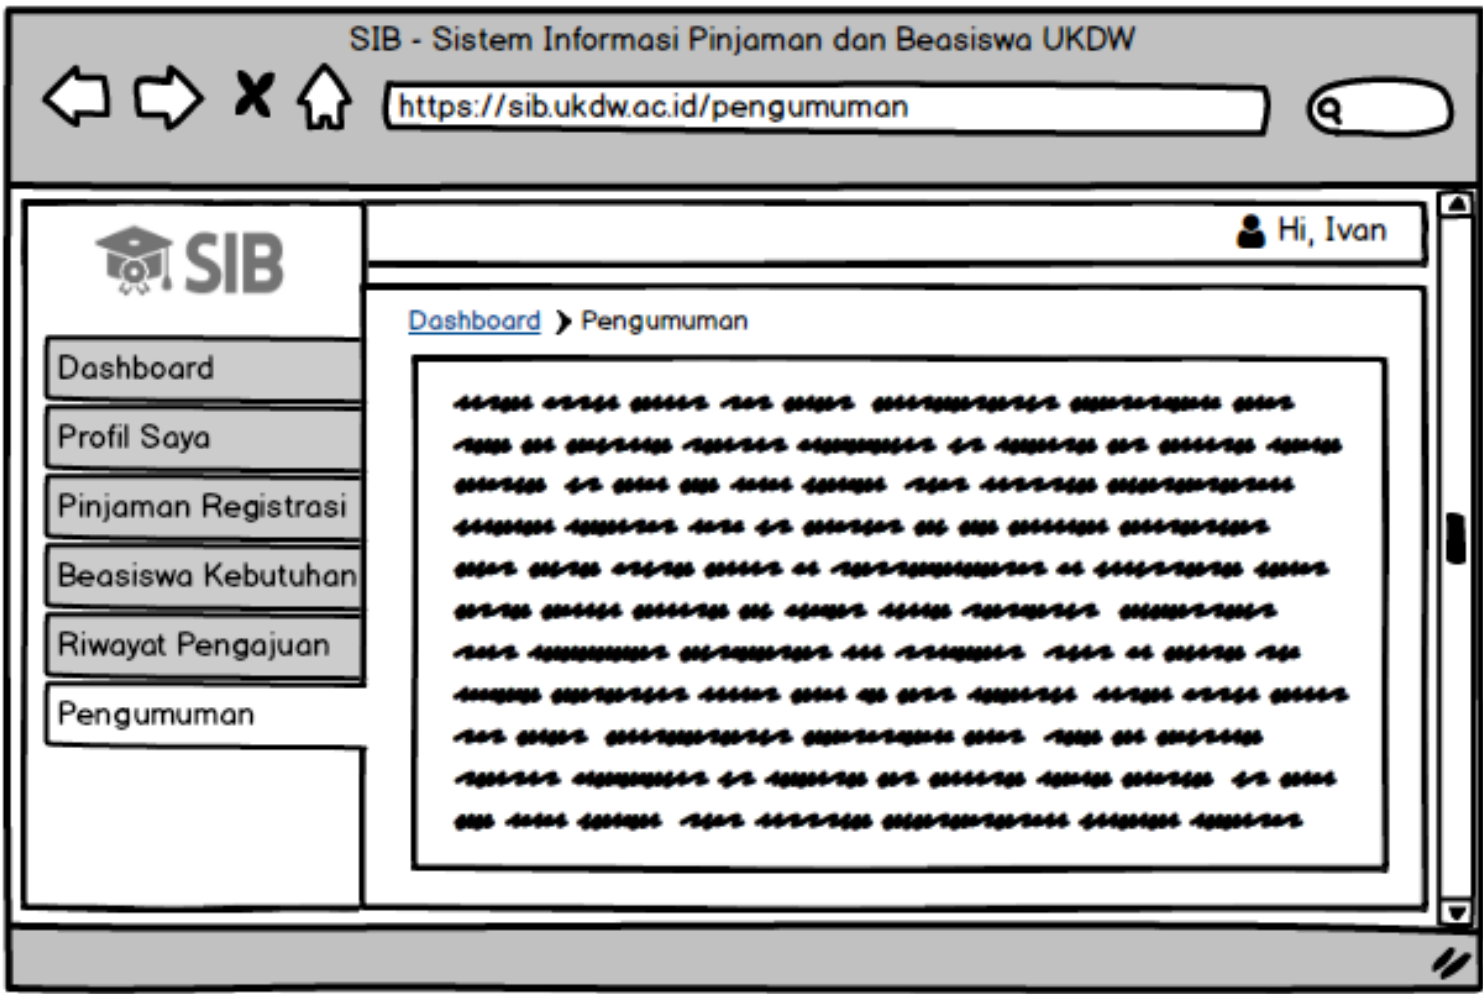 SIB - Sistem Informasi Pinjaman dan Beasiswa UKDW
https://sib.ukdw.ac.id/pengumuman
SIB
Hi, Ivan
Dashboard
Profil Saya
Pinjaman Registrasi
Beasiswa Kebutuhan
Riwayat Pengajuan
Pengumuman
Dashboard > Pengumuman